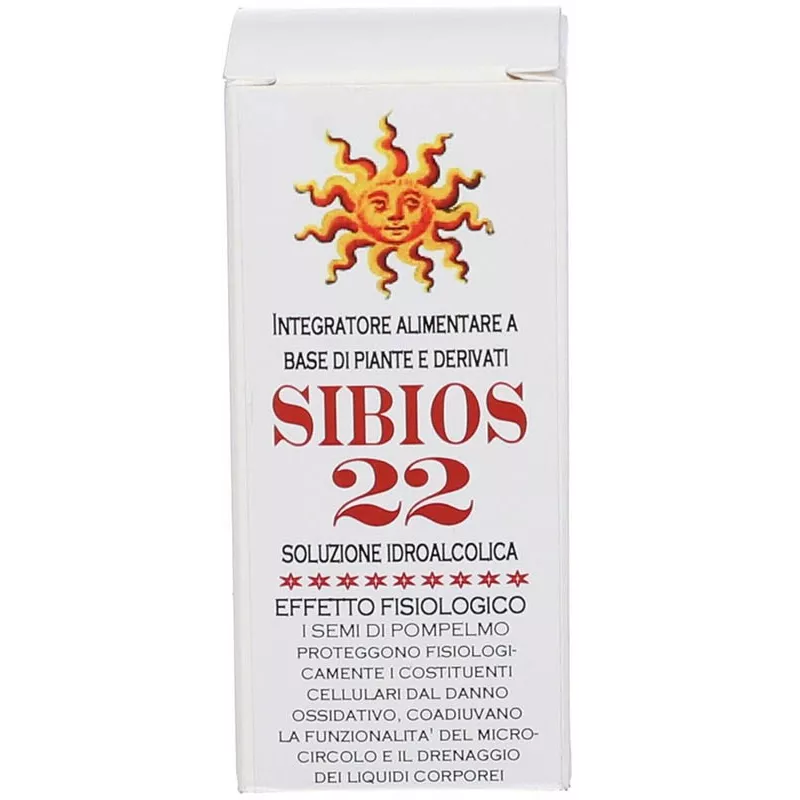 INTEGRATORE ALIMENTARE A
BASE DI PIANTE E DERIVATI
SIBIOS
22
SOLUZIONE IDROALCOLICA
EFFETTO FISIOLOGICO
I SEMI DI POMPELMO
PROTEGGONO FISIOLOGI-
CAMENTE I COSTITUENTI
CELLULARI DAL DANNO
OSSIDATIVO, COADIUVANO
LA FUNZIONALITA' DEL MICRO-
CIRCOLO E IL DRENAGGIO
DEI LIQUIDI CORPOREI